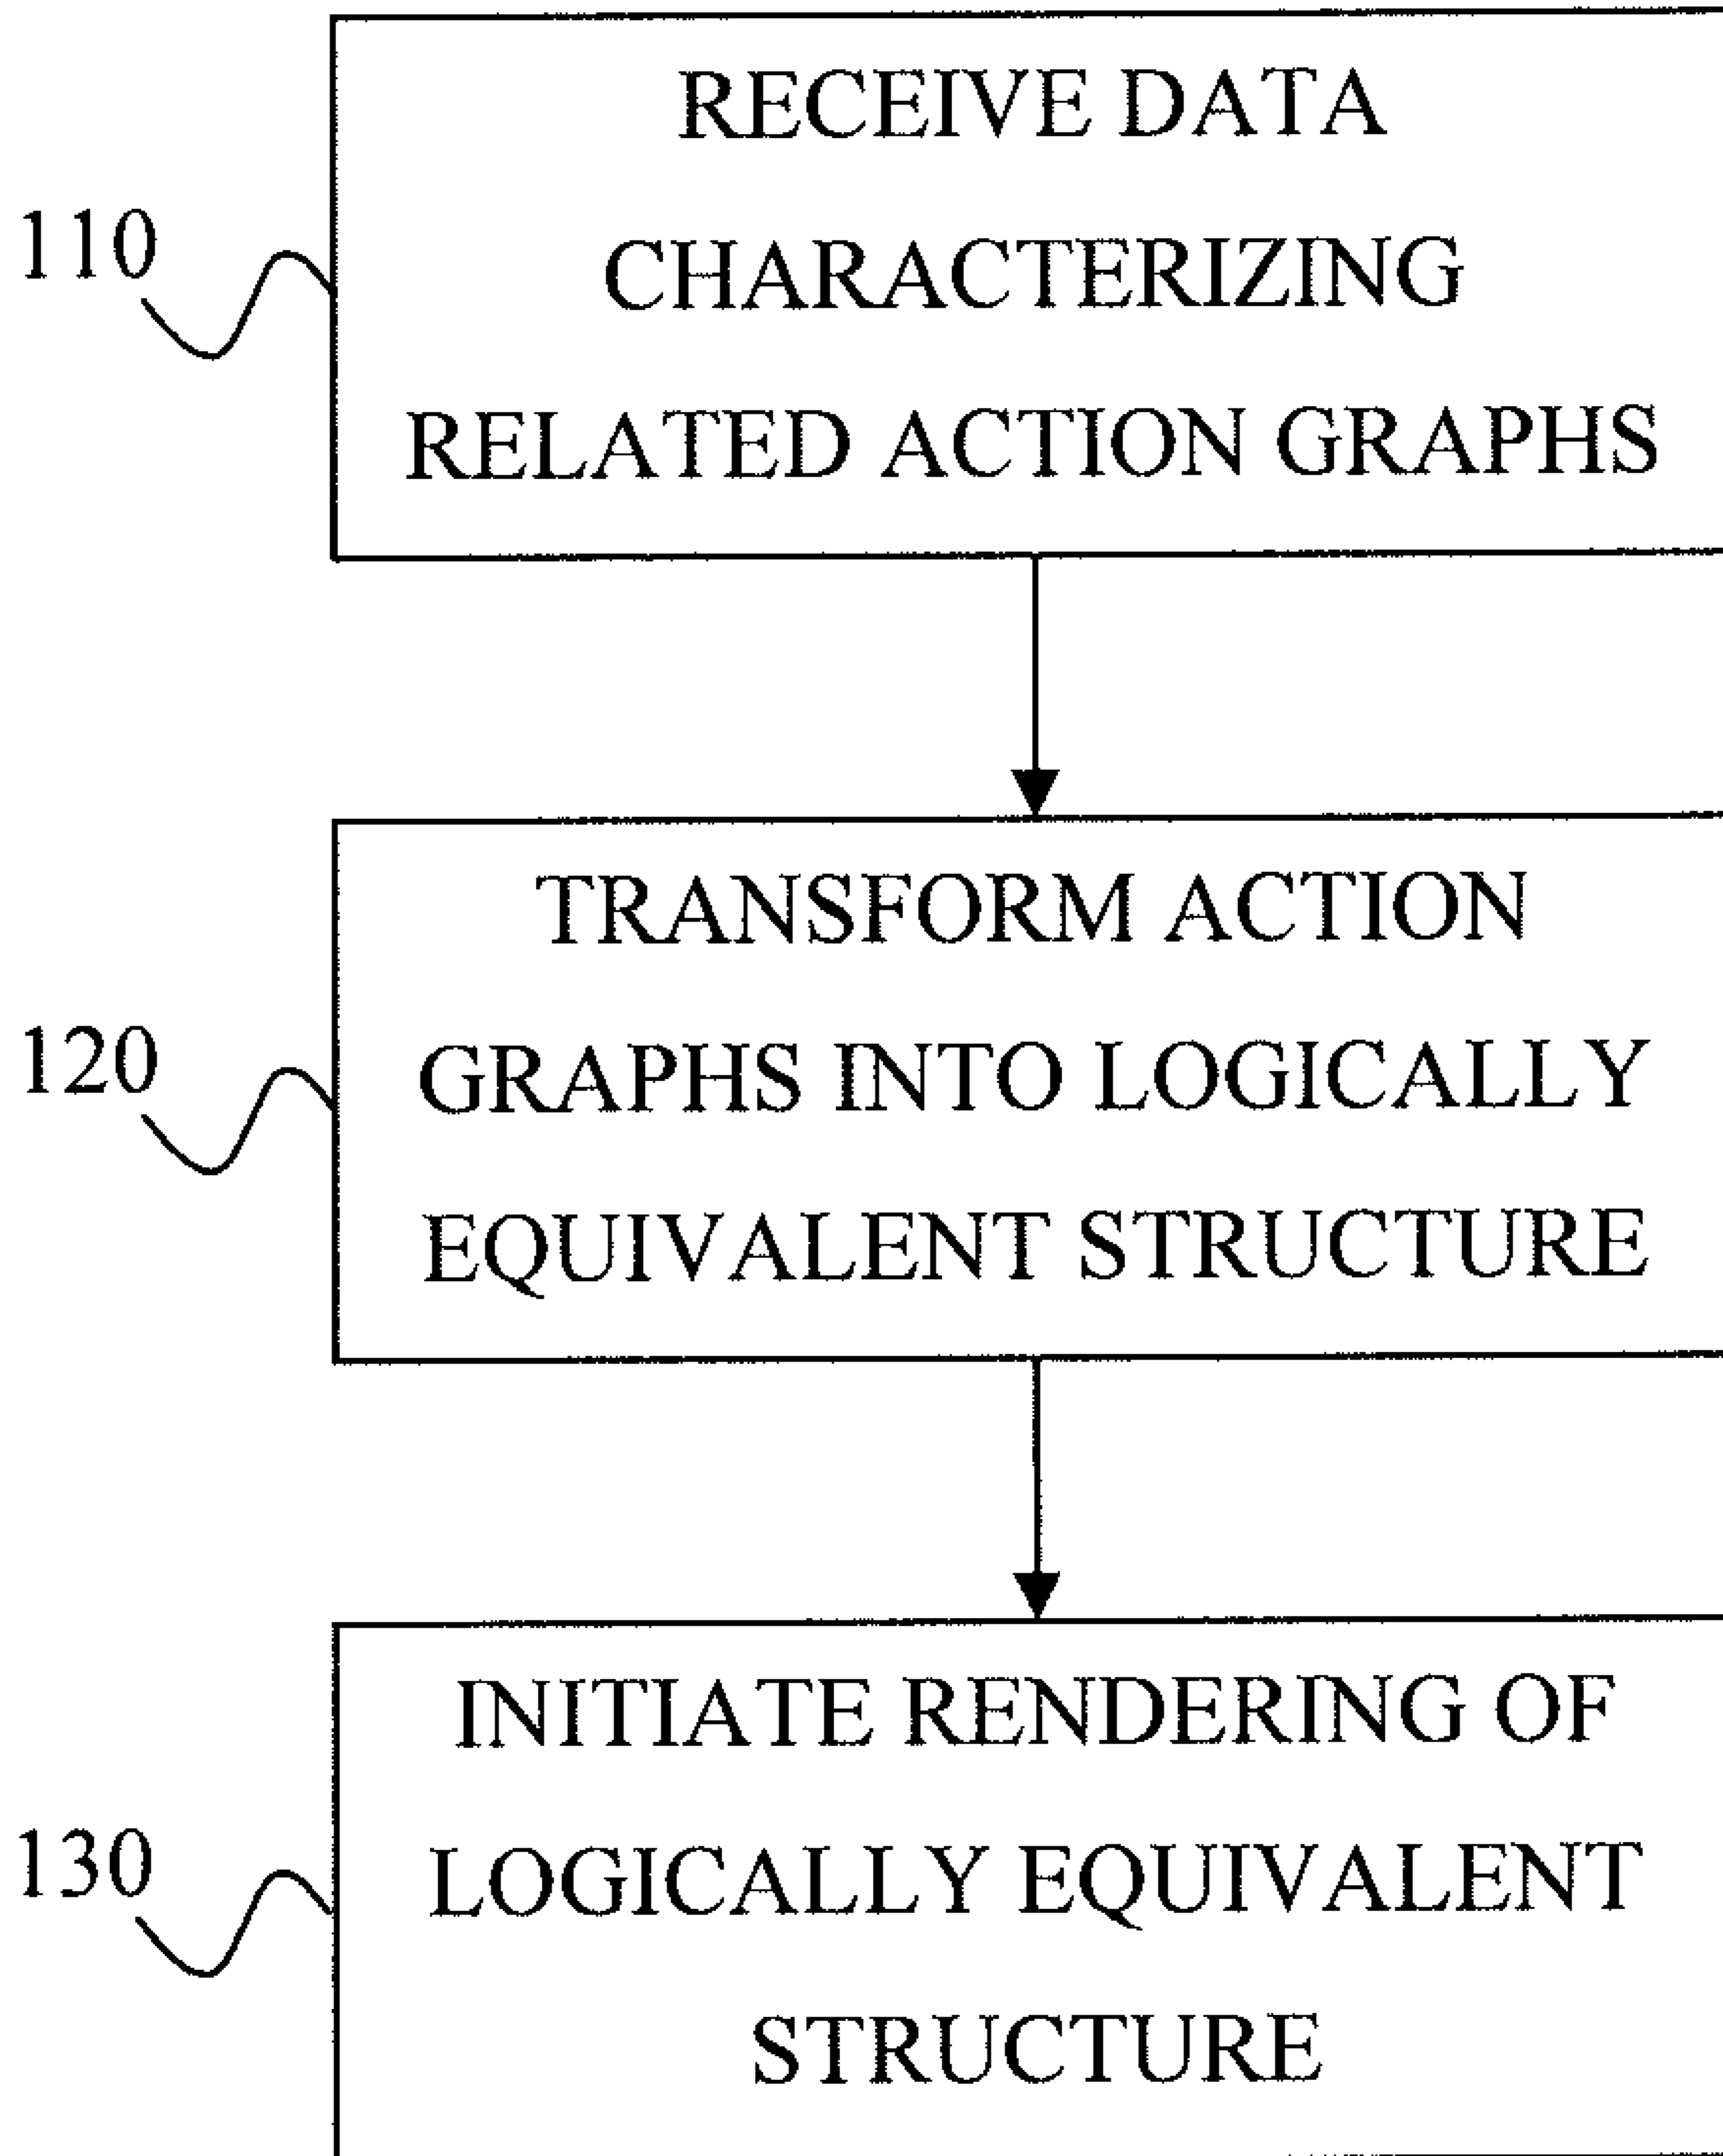 RECEIVE DATA
CHARACTERIZING
RELATED ACTION GRAPHS
110
TRANSFORM ACTION
GRAPHS INTO LOGICALLY
EQUIVALENT STRUCTURE
120
INITIATE RENDERING OF
LOGICALLY EQUIVALENT
STRUCTURE
130